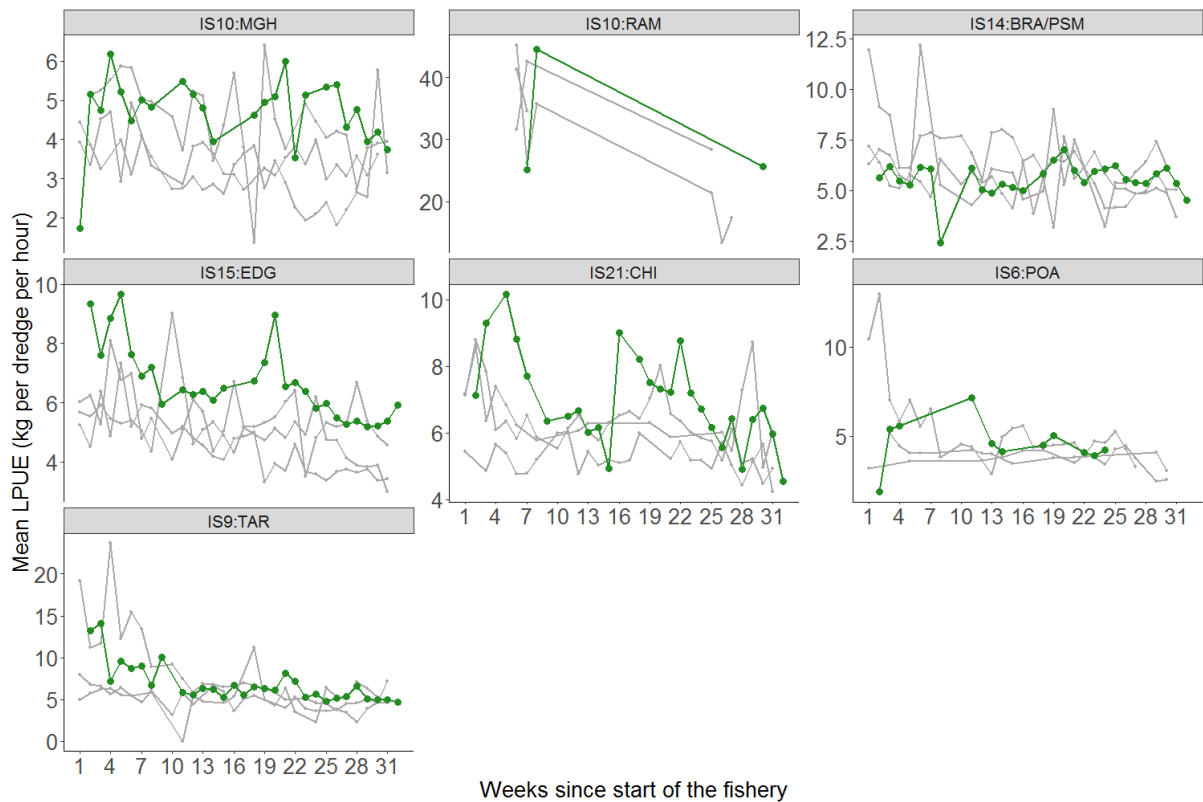 IS10:MGH
IS10:RAM
IS14:BRA/PSM
6
5
4
3
2
40
30
20
12.5
10.0
7.5
5.0
2.5
IS15:EDG
IS21:CHI
IS6:POA
10
8
6
4
10
8
6
4
10
5
1 4 7 10 13 16 19 22 25 28 31
1 4 7 10 13 16 19 22 25 28 31
IS9:TAR
20
15
10
5
0
1 4 7 10 13 16 19 22 25 28 31
Mean LPUE (kg per dredge per hour)
Weeks since start of the fishery